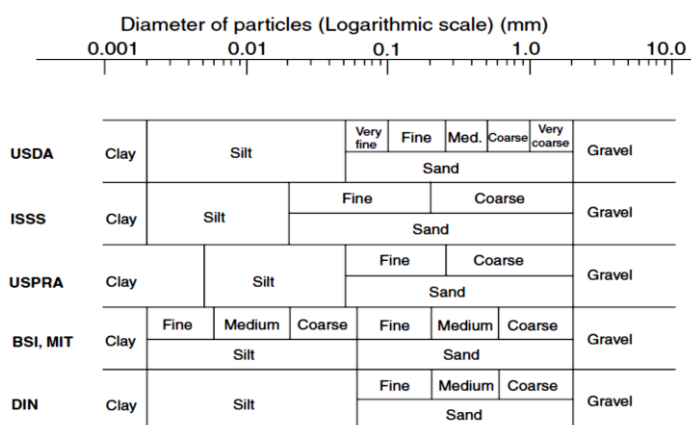 Diameter of particles (Logarithmic scale) (mm)
0.001 0.01 0.1 1.0 10.0
USDA Clay Silt Very fine Fine Med. Coarse Very coarse Gravel
Sand
ISSS Clay Silt Fine Coarse Gravel
Sand
USPRA Clay Silt Fine Coarse Gravel
Sand
BSI, MIT Clay Fine Medium Coarse Fine Medium Coarse Gravel
Silt Sand
DIN Clay Silt Fine Medium Coarse Gravel
Sand